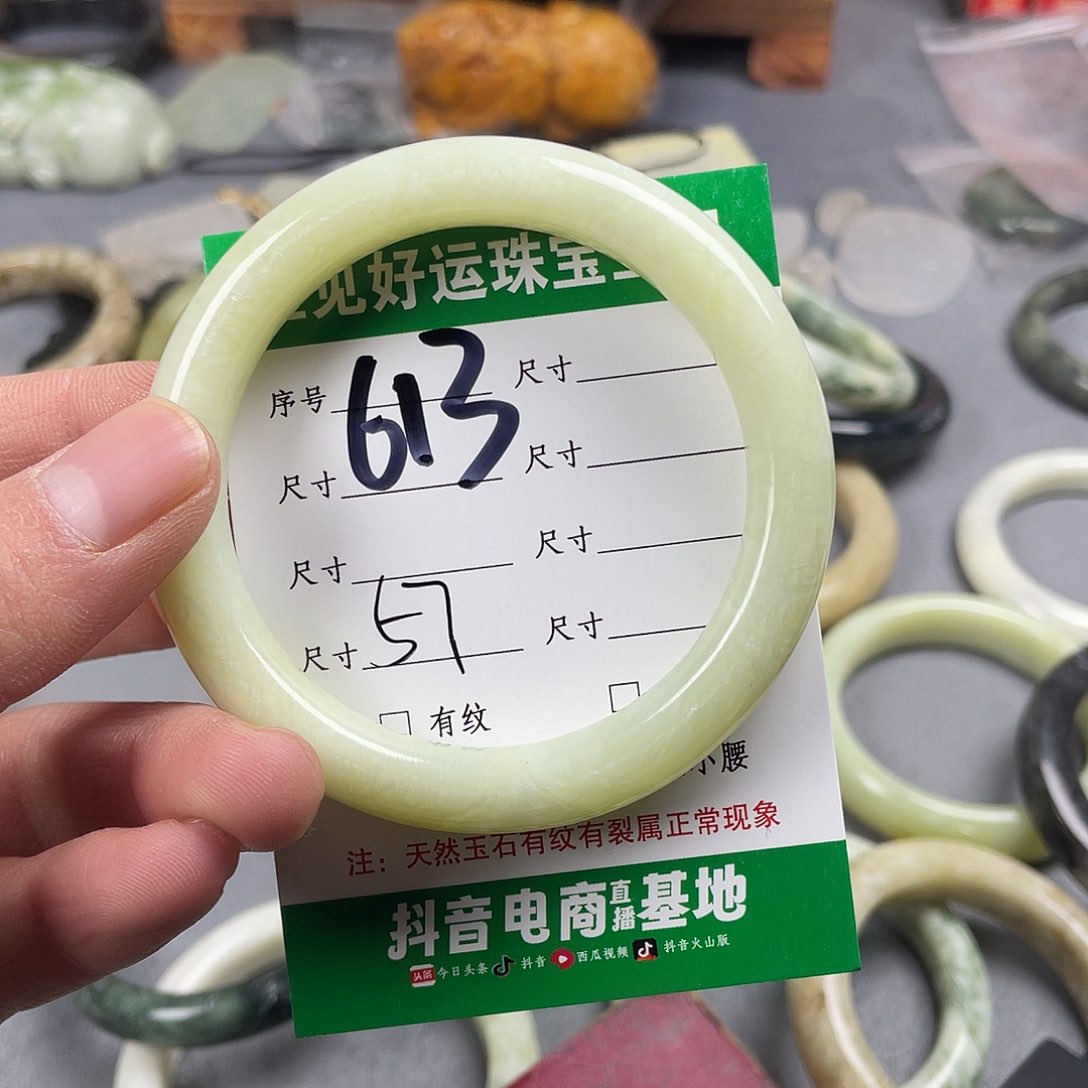 见好运珠宝
序号 613 尺寸
尺寸 尺寸
尺寸 尺寸
尺寸 57 尺寸
有纹
小腰
注：天然玉石有纹有裂属正常现象
抖音电商直播基地
头条 今日头条 抖音 西瓜视频 抖音火山版